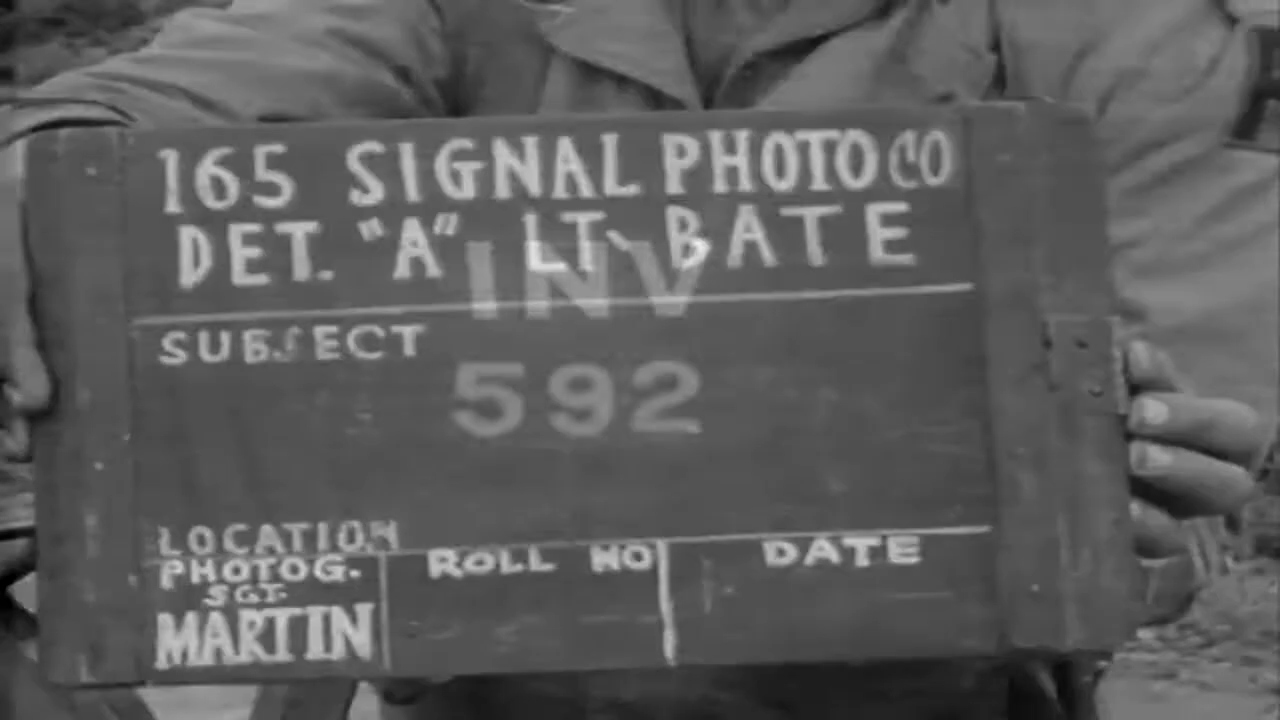 165 SIGNAL PHOTO CO
DET. "A" LT. BATE
INV
SUBJECT
592
LOCATION
PHOTOG.
SGT.
MARTIN
ROLL NO
DATE